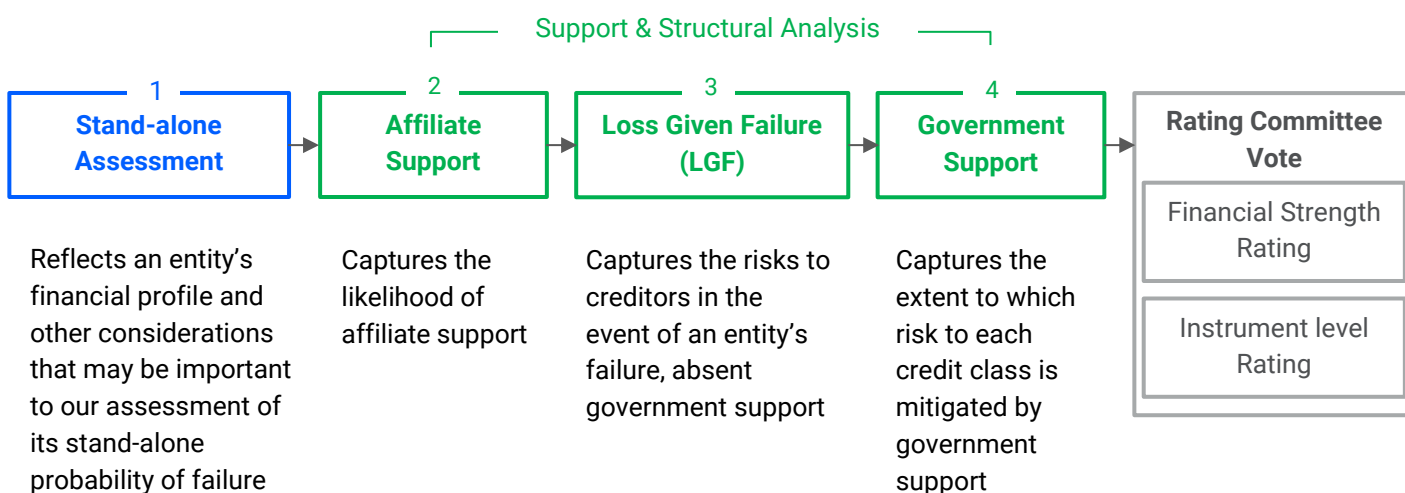 Support & Structural Analysis
1
Stand-alone
Assessment
2
Affiliate
Support
3
Loss Given Failure
(LGF)
4
Government
Support
Rating Committee
Vote
Financial Strength
Rating
Instrument level
Rating
Reflects an entity’s
financial profile and
other considerations
that may be important
to our assessment of
its stand-alone
probability of failure
Captures the
likelihood of
affiliate support
Captures the risks to
creditors in the
event of an entity’s
failure, absent
government support
Captures the
extent to which
risk to each
credit class is
mitigated by
government
support